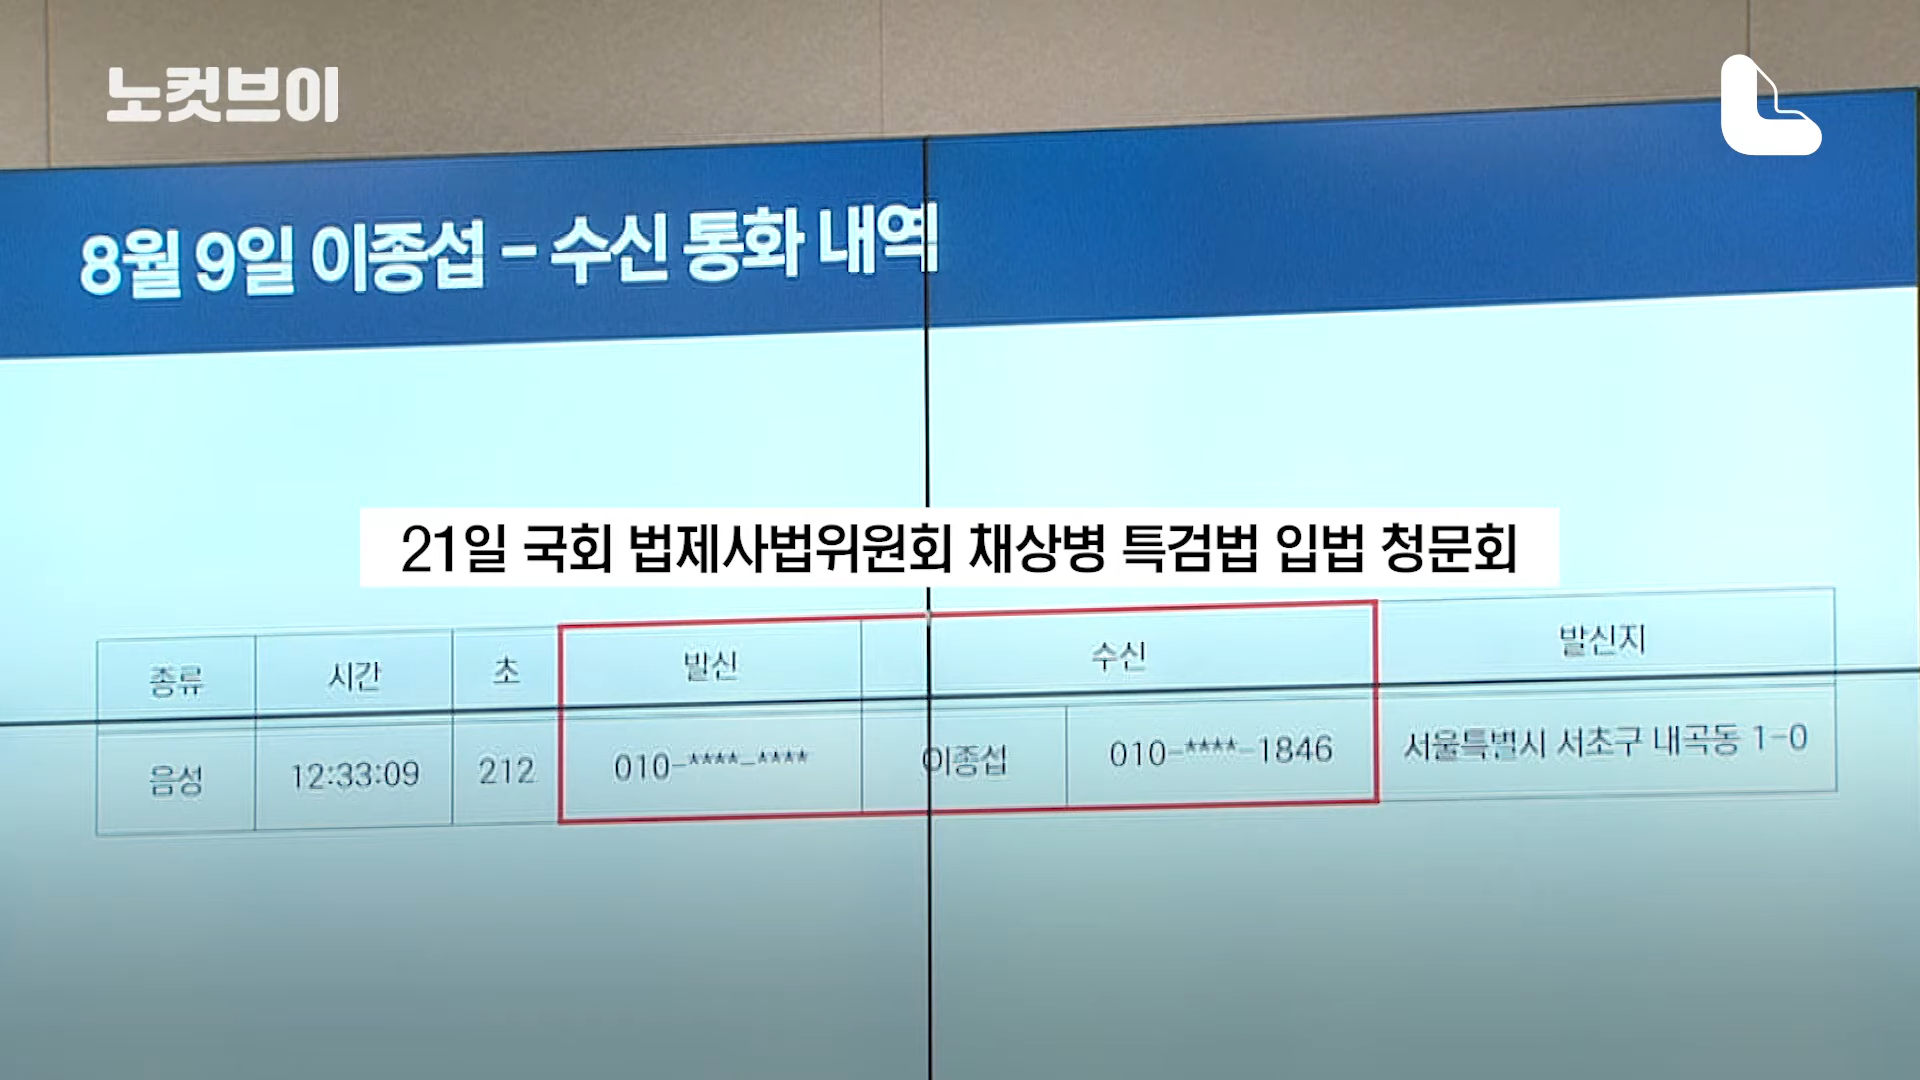 노컷브이
8월 9일 이종섭 - 수신 통화 내역
21일 국회 법제사법위원회 채상병 특검법 입법 청문회
종류 시간 초 발신 수신 발신지
음성 12:33:09 212 010-****-**** 이종섭 010-****-1846 서울특별시 서초구 내곡동 1-0